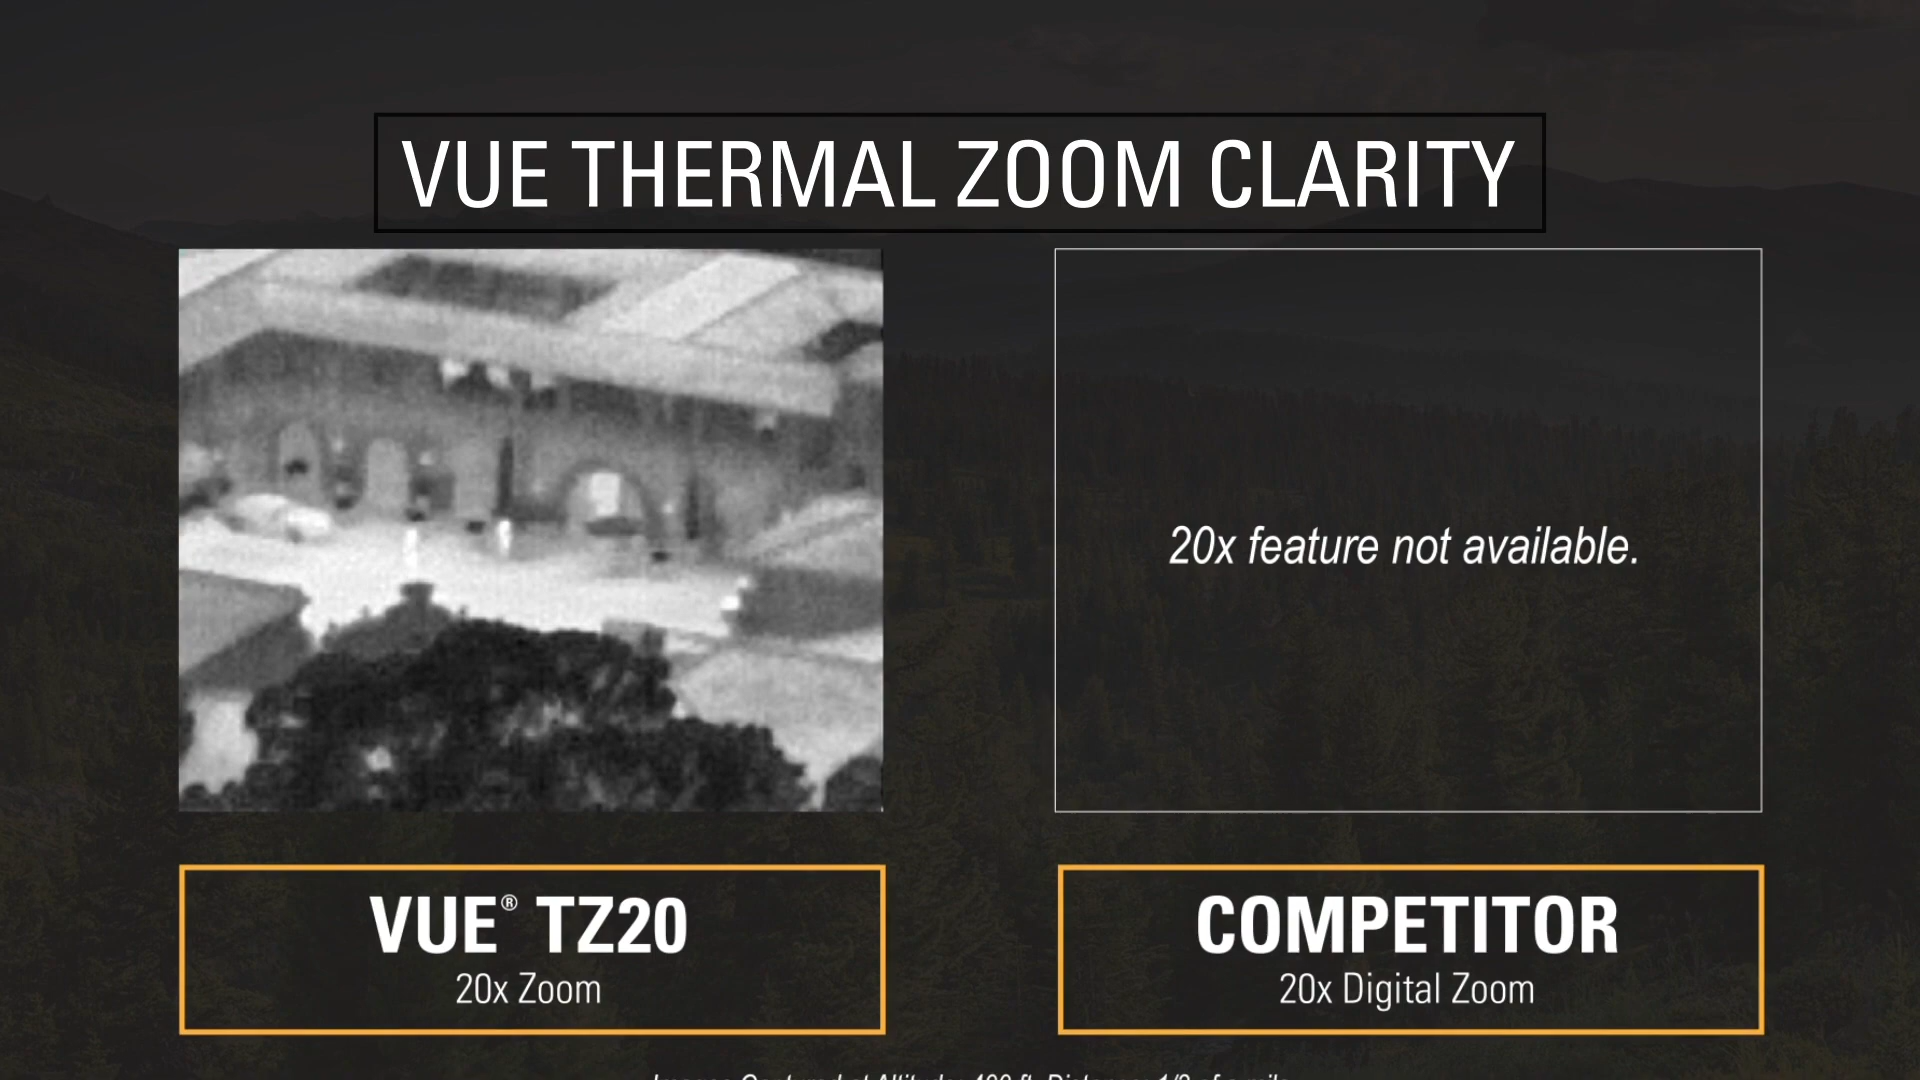 VUE THERMAL ZOOM CLARITY
20x feature not available.
VUE® TZ20
20x Zoom
COMPETITOR
20x Digital Zoom